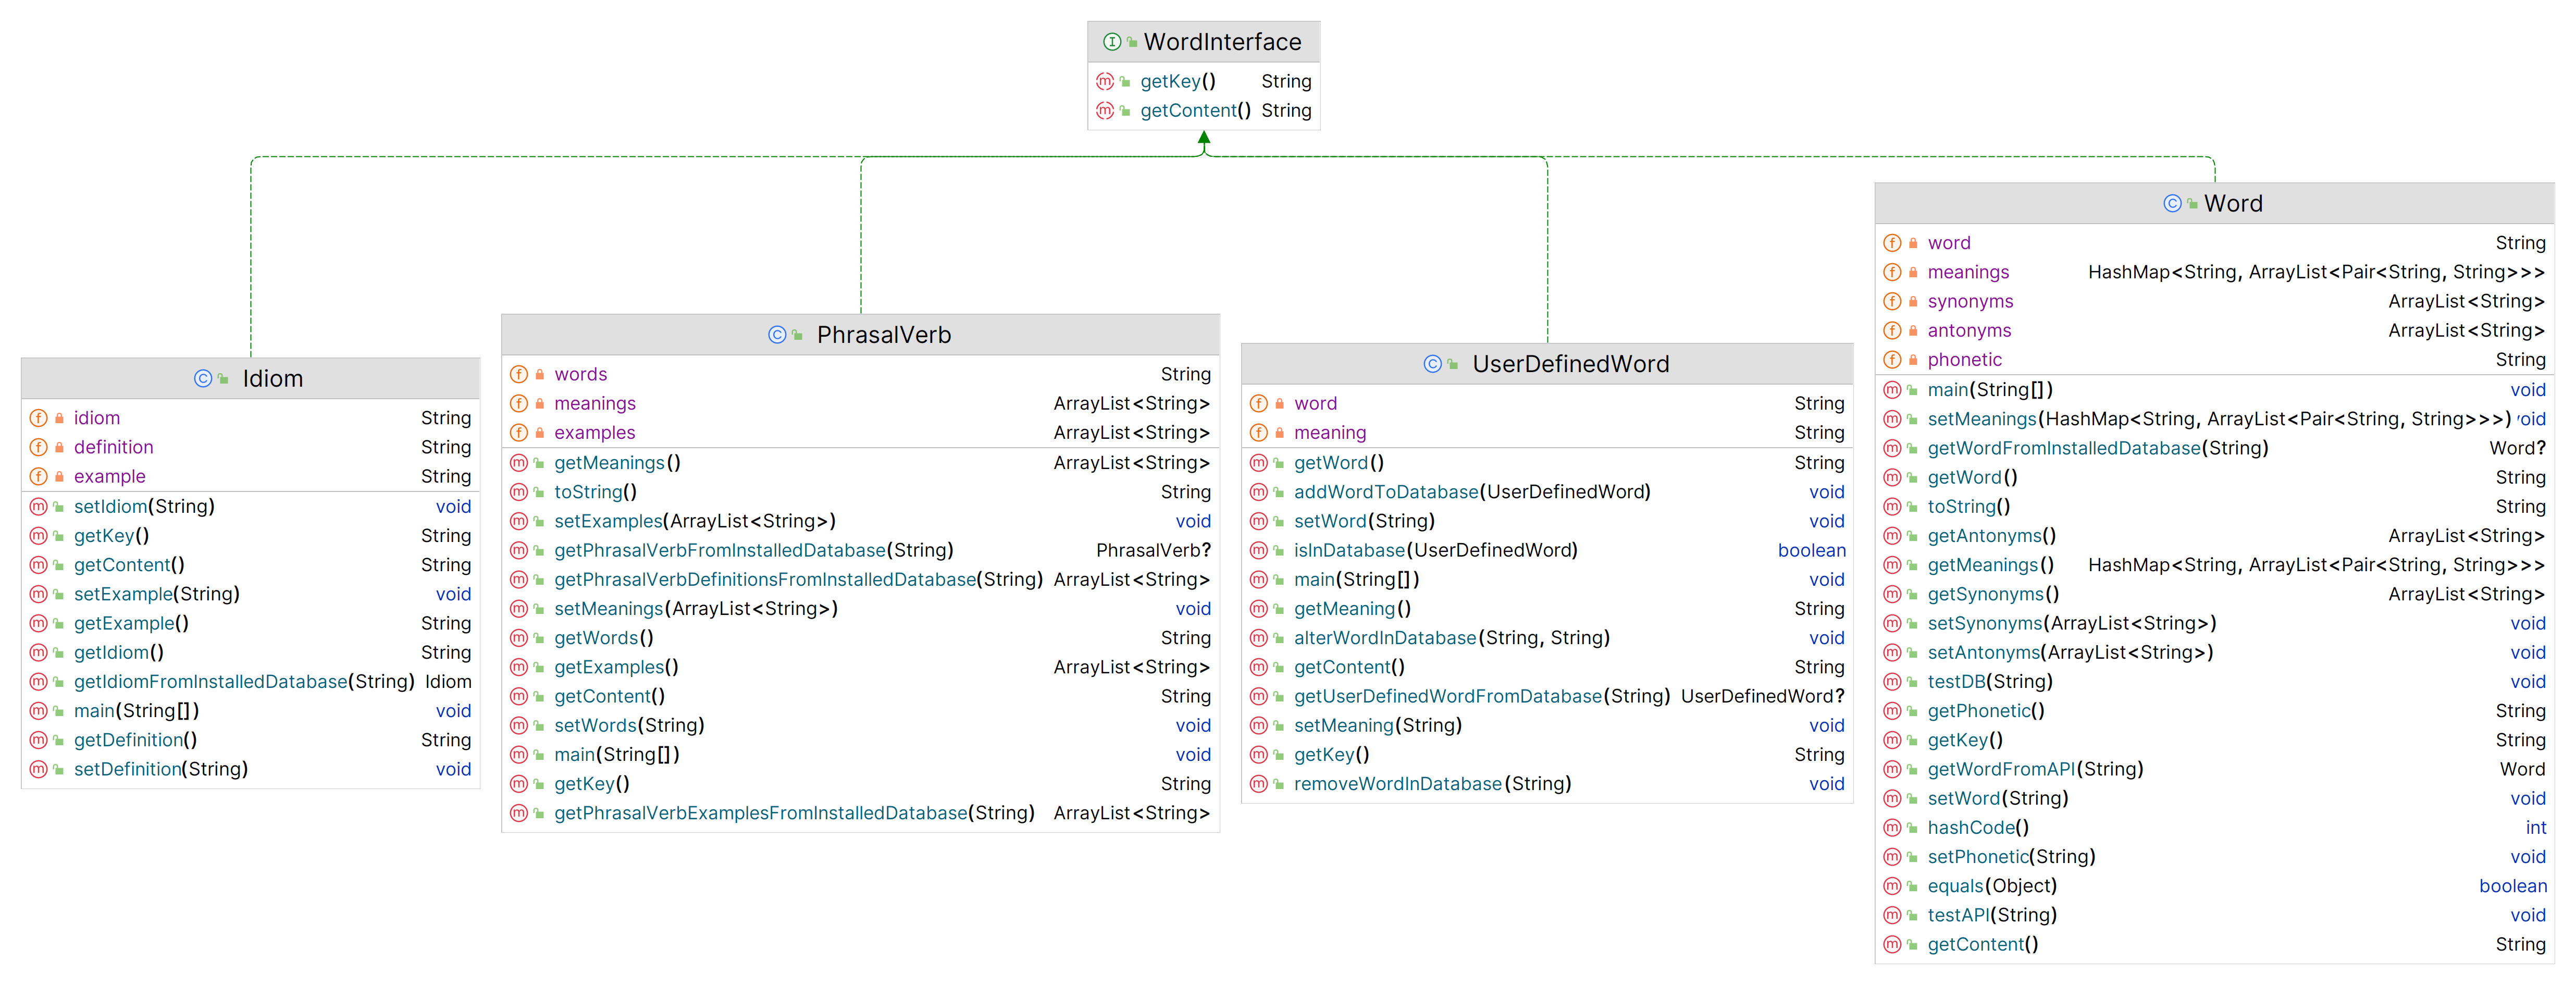 WordInterface
getKey() String
getContent() String
Idiom
idiom String
definition String
example String
setIdiom(String) void
getKey() String
getContent() String
setExample(String) void
getExample() String
getIdiom() String
getIdiomFromInstalledDatabase(String) Idiom
main(String[]) void
getDefinition() String
setDefinition(String) void
PhrasalVerb
words String
meanings ArrayList<String>
examples ArrayList<String>
getMeanings() ArrayList<String>
toString() String
setExamples(ArrayList<String>) void
getPhrasalVerbFromInstalledDatabase(String) PhrasalVerb?
getPhrasalVerbDefinitionsFromInstalledDatabase(String) ArrayList<String>
setMeanings(ArrayList<String>) void
getWords() String
getExamples() ArrayList<String>
getContent() String
setWords(String) void
main(String[]) void
getKey() String
getPhrasalVerbExamplesFromInstalledDatabase(String) ArrayList<String>
UserDefinedWord
word String
meaning String
getWord() String
addWordToDatabase(UserDefinedWord) void
setWord(String) void
isInDatabase(UserDefinedWord) boolean
main(String[]) void
getMeaning() String
alterWordInDatabase(String, String) void
getContent() String
getUserDefinedWordFromDatabase(String) UserDefinedWord?
setMeaning(String) void
getKey() String
removeWordInDatabase(String) void
Word
word String
meanings HashMap<String, ArrayList<Pair<String, String>>>
synonyms ArrayList<String>
antonyms ArrayList<String>
phonetic String
main(String[]) void
setMeanings(HashMap<String, ArrayList<Pair<String, String>>>) void
getWordFromInstalledDatabase(String) Word?
getWord() String
toString() String
getAntonyms() ArrayList<String>
getMeanings() HashMap<String, ArrayList<Pair<String, String>>>
getSynonyms() ArrayList<String>
setSynonyms(ArrayList<String>) void
setAntonyms(ArrayList<String>) void
testDB(String) void
getPhonetic() String
getKey() String
getWordFromAPI(String) Word
setWord(String) void
hashCode() int
setPhonetic(String) void
equals(Object) boolean
testAPI(String) void
getContent() String